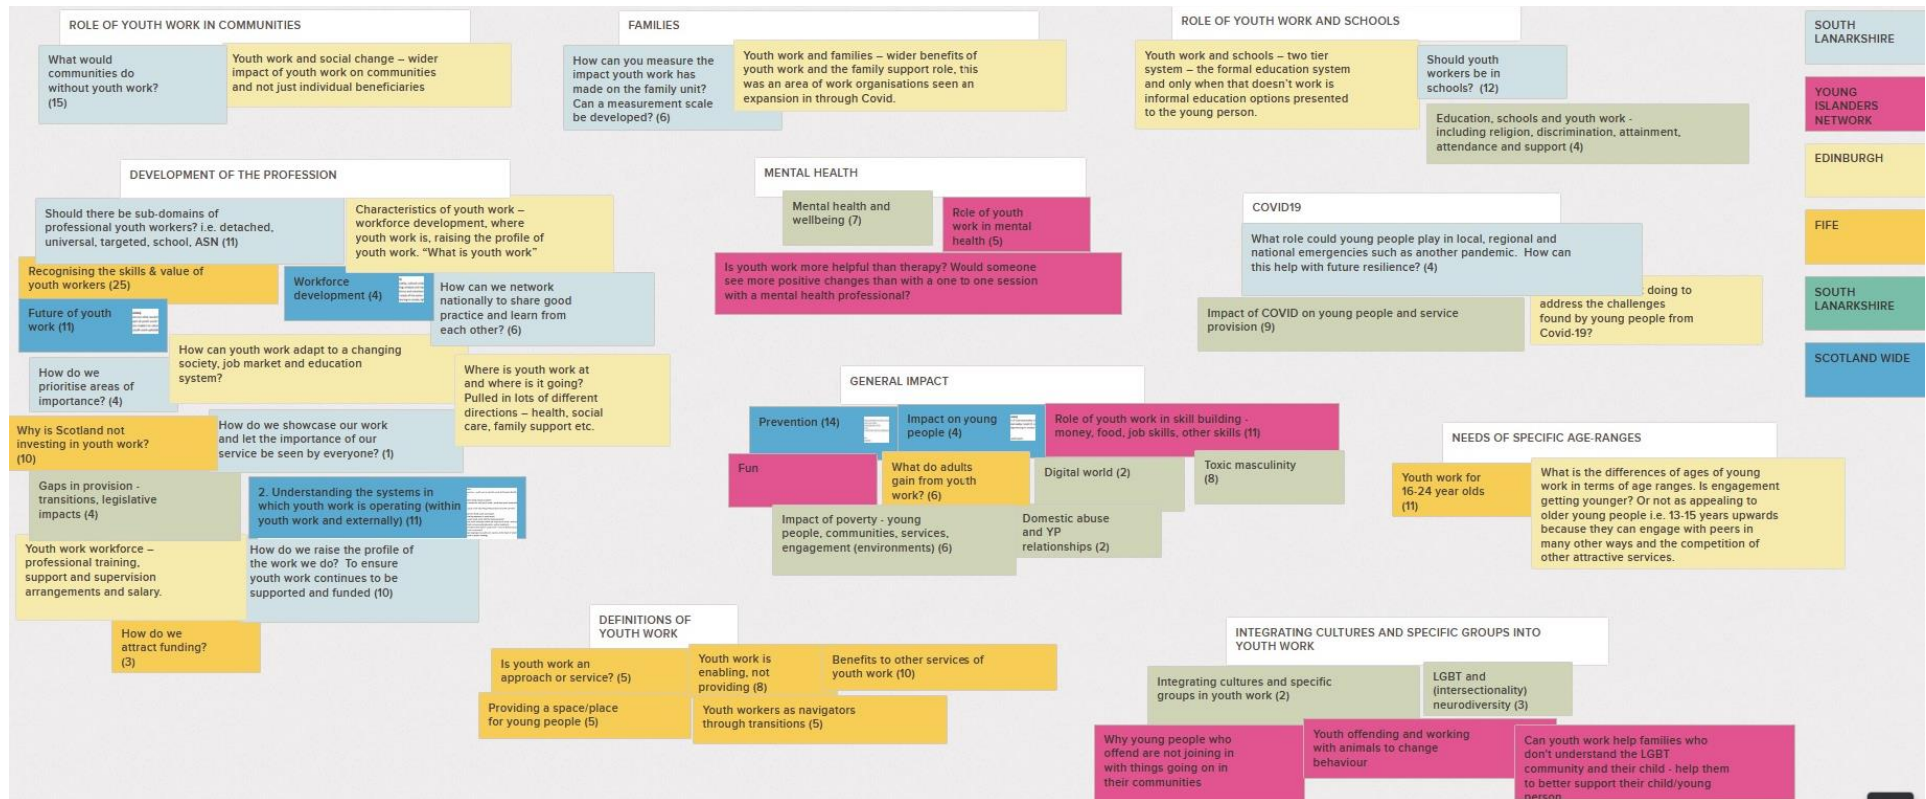 ROLE OF YOUTH WORK IN COMMUNITIES
What would
communities do
without youth work?
(15)
Youth work and social change – wider
impact of youth work on communities
and not just individual beneficiaries
FAMILIES
How can you measure the
impact youth work has
made on the family unit?
Can a measurement scale
be developed? (6)
Youth work and families – wider benefits of
youth work and the family support role, this
was an area of work organisations seen an
expansion in through Covid.
ROLE OF YOUTH WORK AND SCHOOLS
Youth work and schools – two tier
system – the formal education system
and only when that doesn't work is
informal education options presented
to the young person.
Should youth
workers be in
schools? (12)
Education, schools and youth work -
including religion, discrimination, attainment,
attendance and support (4)
SOUTH
LANARKSHIRE
YOUNG
ISLANDERS
NETWORK
EDINBURGH
FIFE
SOUTH
LANARKSHIRE
SCOTLAND WIDE
DEVELOPMENT OF THE PROFESSION
Should there be sub-domains of
professional youth workers? i.e. detached,
universal, targeted, school, ASN (11)
Characteristics of youth work –
workforce development, where
youth work is, raising the profile of
youth work. "What is youth work"
Recognising the skills & value of
youth workers (25)
Workforce
development (4)
How can we network
nationally to share good
practice and learn from
each other? (6)
Future of youth
work (11)
How can youth work adapt to a changing
society, job market and education
system?
How do we
prioritise areas of
importance? (4)
Where is youth work at
and where is it going?
Pulled in lots of different
directions – health, social
care, family support etc.
Why is Scotland not
investing in youth work?
(10)
How do we showcase our work
and let the importance of our
service be seen by everyone? (1)
Gaps in provision -
transitions, legislative
impacts (4)
2. Understanding the systems in
which youth work is operating (within
youth work and externally) (11)
Youth work workforce –
professional training,
support and supervision
arrangements and salary.
How do we raise the profile of
the work we do? To ensure
youth work continues to be
supported and funded (10)
How do we
attract funding?
(3)
MENTAL HEALTH
Mental health and
wellbeing (7)
Role of youth
work in mental
health (5)
Is youth work more helpful than therapy? Would someone
see more positive changes than with a one to one session
with a mental health professional?
COVID19
What role could young people play in local, regional and
national emergencies such as another pandemic. How can
this help with future resilience? (4)
Impact of COVID on young people and service
provision (9)
doing to
address the challenges
found by young people from
Covid-19?
GENERAL IMPACT
Prevention (14)
Impact on young
people (4)
Role of youth work in skill building -
money, food, job skills, other skills (11)
Fun
What do adults
gain from youth
work? (6)
Digital world (2)
Toxic masculinity
(8)
Impact of poverty - young
people, communities, services,
engagement (environments) (6)
Domestic abuse
and YP
relationships (2)
NEEDS OF SPECIFIC AGE-RANGES
Youth work for
16-24 year olds
(11)
What is the differences of ages of young
work in terms of age ranges. Is engagement
getting younger? Or not as appealing to
older young people i.e. 13-15 years upwards
because they can engage with peers in
many other ways and the competition of
other attractive services.
DEFINITIONS OF
YOUTH WORK
Is youth work an
approach or service? (5)
Youth work is
enabling, not
providing (8)
Benefits to other services of
youth work (10)
Providing a space/place
for young people (5)
Youth workers as navigators
through transitions (5)
INTEGRATING CULTURES AND SPECIFIC GROUPS INTO
YOUTH WORK
Integrating cultures and specific
groups in youth work (2)
LGBT and
(intersectionality)
neurodiversity (3)
Why young people who
offend are not joining in
with things going on in
their communities
Youth offending and working
with animals to change
behaviour
Can youth work help families who
don't understand the LGBT
community and their child - help them
to better support their child/young
person